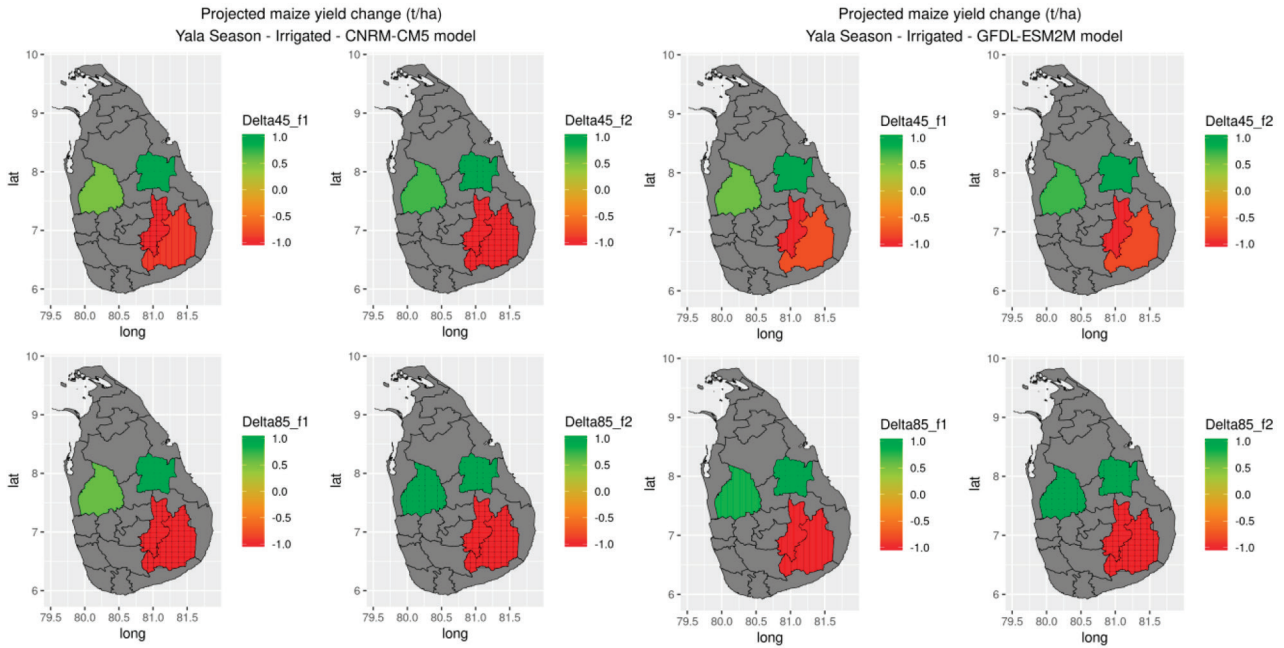 Projected maize yield change (t/ha)
Yala Season - Irrigated - CNRM-CM5 model
Projected maize yield change (t/ha)
Yala Season - Irrigated - GFDL-ESM2M model
10
9
8
7
6
lat
79.5 80.0 80.5 81.0 81.5
long
Delta45_f1
1.0
0.5
0.0
-0.5
-1.0
10
9
8
7
6
lat
79.5 80.0 80.5 81.0 81.5
long
Delta45_f2
1.0
0.5
0.0
-0.5
-1.0
10
9
8
7
6
lat
79.5 80.0 80.5 81.0 81.5
long
Delta45_f1
1.0
0.5
0.0
-0.5
-1.0
10
9
8
7
6
lat
79.5 80.0 80.5 81.0 81.5
long
Delta45_f2
1.0
0.5
0.0
-0.5
-1.0
10
9
8
7
6
lat
79.5 80.0 80.5 81.0 81.5
long
Delta85_f1
1.0
0.5
0.0
-0.5
-1.0
10
9
8
7
6
lat
79.5 80.0 80.5 81.0 81.5
long
Delta85_f2
1.0
0.5
0.0
-0.5
-1.0
10
9
8
7
6
lat
79.5 80.0 80.5 81.0 81.5
long
Delta85_f1
1.0
0.5
0.0
-0.5
-1.0
10
9
8
7
6
lat
79.5 80.0 80.5 81.0 81.5
long
Delta85_f2
1.0
0.5
0.0
-0.5
-1.0